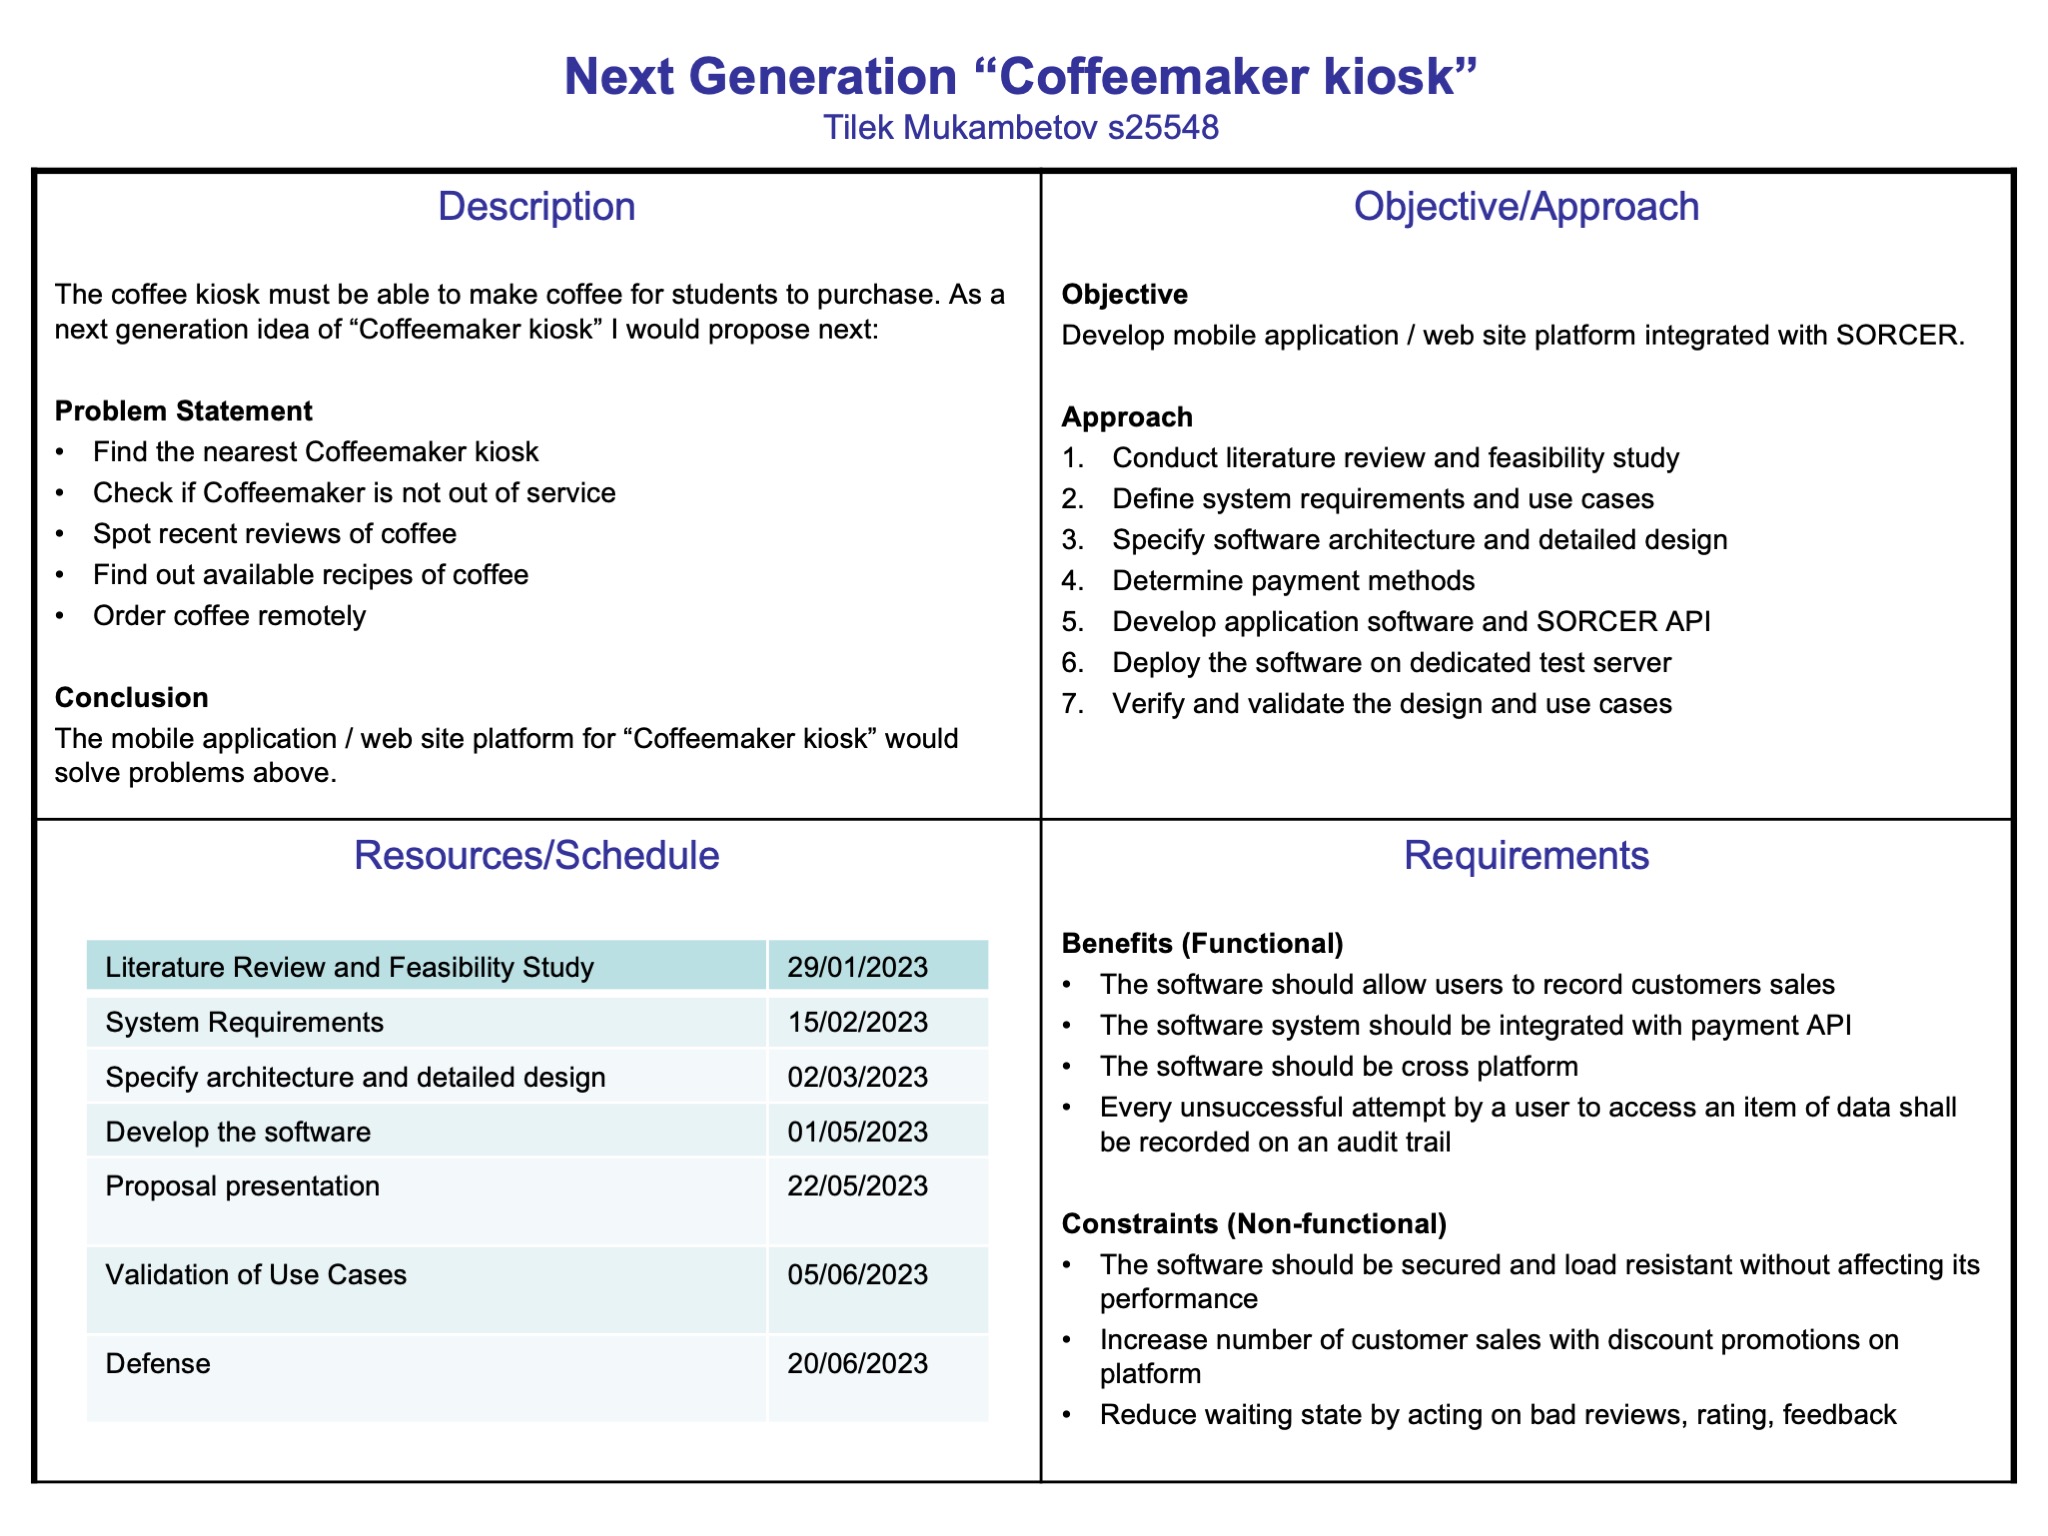 Next Generation “Coffeemaker kiosk”
Tilek Mukambetov s25548
Description
The coffee kiosk must be able to make coffee for students to purchase. As a
next generation idea of “Coffeemaker kiosk” I would propose next:
Problem Statement
• Find the nearest Coffeemaker kiosk
• Check if Coffeemaker is not out of service
• Spot recent reviews of coffee
• Find out available recipes of coffee
• Order coffee remotely
Conclusion
The mobile application / web site platform for “Coffeemaker kiosk” would
solve problems above.
Objective/Approach
Objective
Develop mobile application / web site platform integrated with SORCER.
Approach
1. Conduct literature review and feasibility study
2. Define system requirements and use cases
3. Specify software architecture and detailed design
4. Determine payment methods
5. Develop application software and SORCER API
6. Deploy the software on dedicated test server
7. Verify and validate the design and use cases
Resources/Schedule
Literature Review and Feasibility Study 29/01/2023
System Requirements 15/02/2023
Specify architecture and detailed design 02/03/2023
Develop the software 01/05/2023
Proposal presentation 22/05/2023
Validation of Use Cases 05/06/2023
Defense 20/06/2023
Requirements
Benefits (Functional)
• The software should allow users to record customers sales
• The software system should be integrated with payment API
• The software should be cross platform
• Every unsuccessful attempt by a user to access an item of data shall
be recorded on an audit trail
Constraints (Non-functional)
• The software should be secured and load resistant without affecting its
performance
• Increase number of customer sales with discount promotions on
platform
• Reduce waiting state by acting on bad reviews, rating, feedback